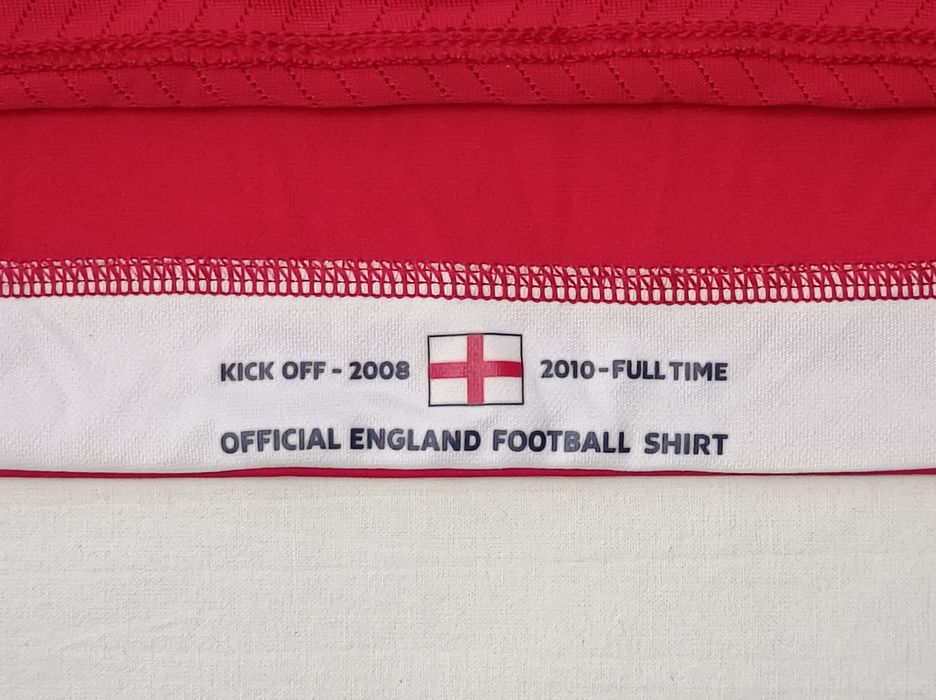 KICK OFF - 2008 2010 - FULL TIME
OFFICIAL ENGLAND FOOTBALL SHIRT